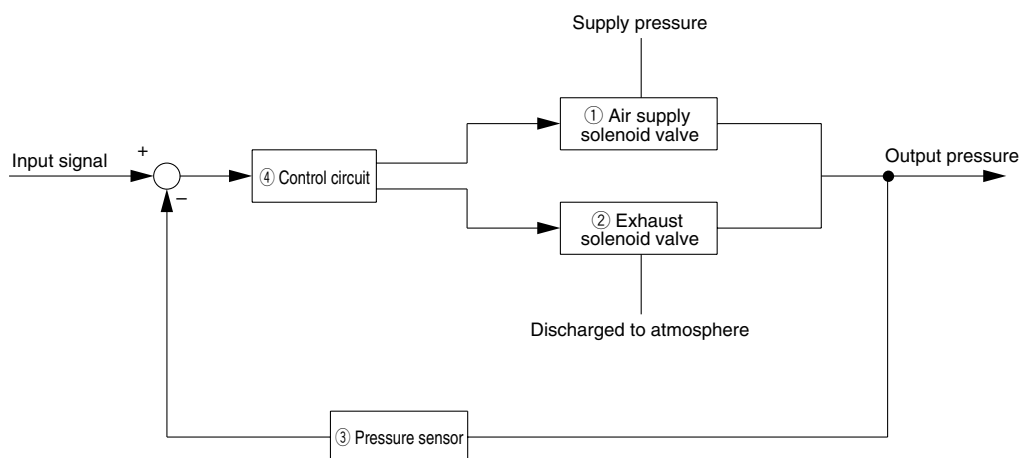 Supply pressure
① Air supply
solenoid valve
Input signal
+
−
④ Control circuit
Output pressure
② Exhaust
solenoid valve
Discharged to atmosphere
③ Pressure sensor